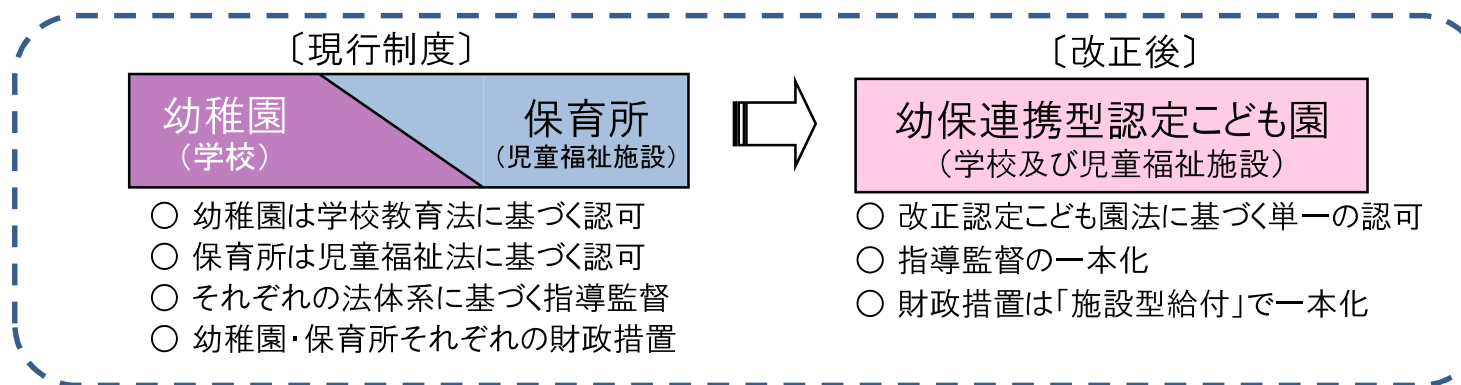 〔現行制度〕
幼稚園
（学校）
保育所
（児童福祉施設）
○ 幼稚園は学校教育法に基づく認可
○ 保育所は児童福祉法に基づく認可
○ それぞれの法体系に基づく指導監督
○ 幼稚園・保育所それぞれの財政措置
〔改正後〕
幼保連携型認定こども園
（学校及び児童福祉施設）
○ 改正認定こども園法に基づく単一の認可
○ 指導監督の一本化
○ 財政措置は「施設型給付」で一本化